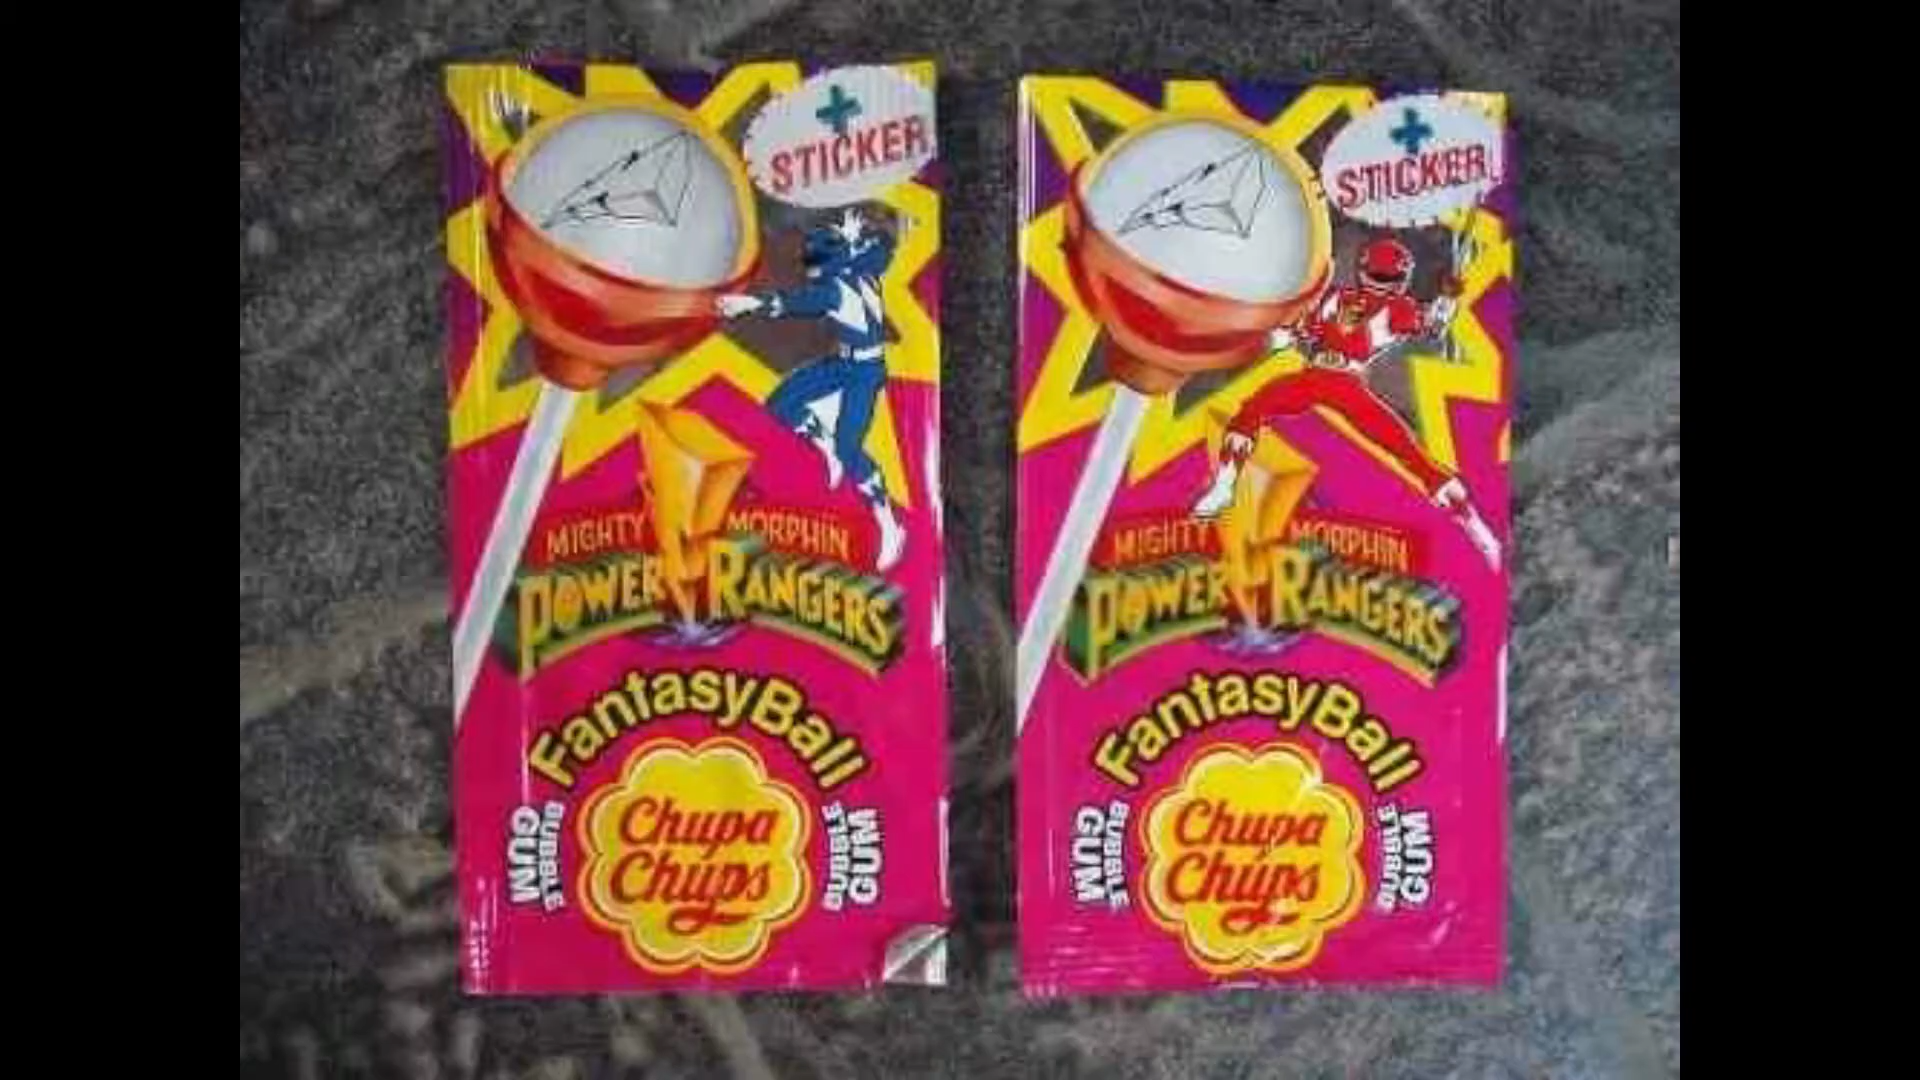 +
STICKER
MIGHTY MORPHIN
POWER RANGERS
FantasyBall
BUBBLE GUM
Chupa Chups
BUBBLE GUM
+
STICKER
MIGHTY MORPHIN
POWER RANGERS
FantasyBall
BUBBLE GUM
Chupa Chups
BUBBLE GUM